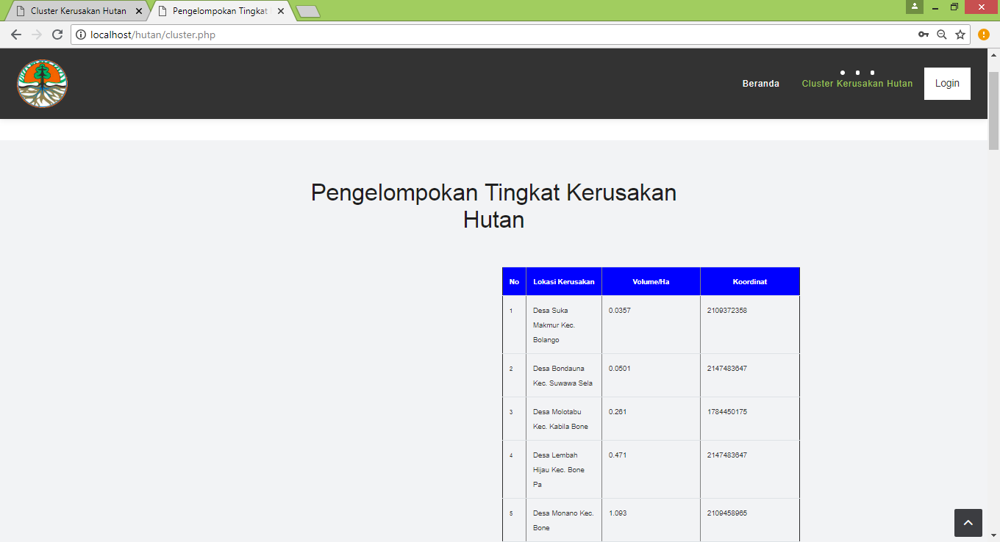 Cluster Kerusakan Hutan
Pengelompokan Tingkat
localhost/hutan/cluster.php
Beranda
Cluster Kerusakan Hutan
Login
Pengelompokan Tingkat Kerusakan
Hutan
No Lokasi Kerusakan Volume/Ha Koordinat
1 Desa Suka 0.0357 2109372358
Makmur Kec.
Bolango
2 Desa Bondauna 0.0501 2147483647
Kec. Suwawa Sela
3 Desa Molotabu 0.261 1784450175
Kec. Kabila Bone
4 Desa Lembah 0.471 2147483647
Hijau Kec. Bone
Pa
5 Desa Monano Kec. 1.093 2109458965
Bone